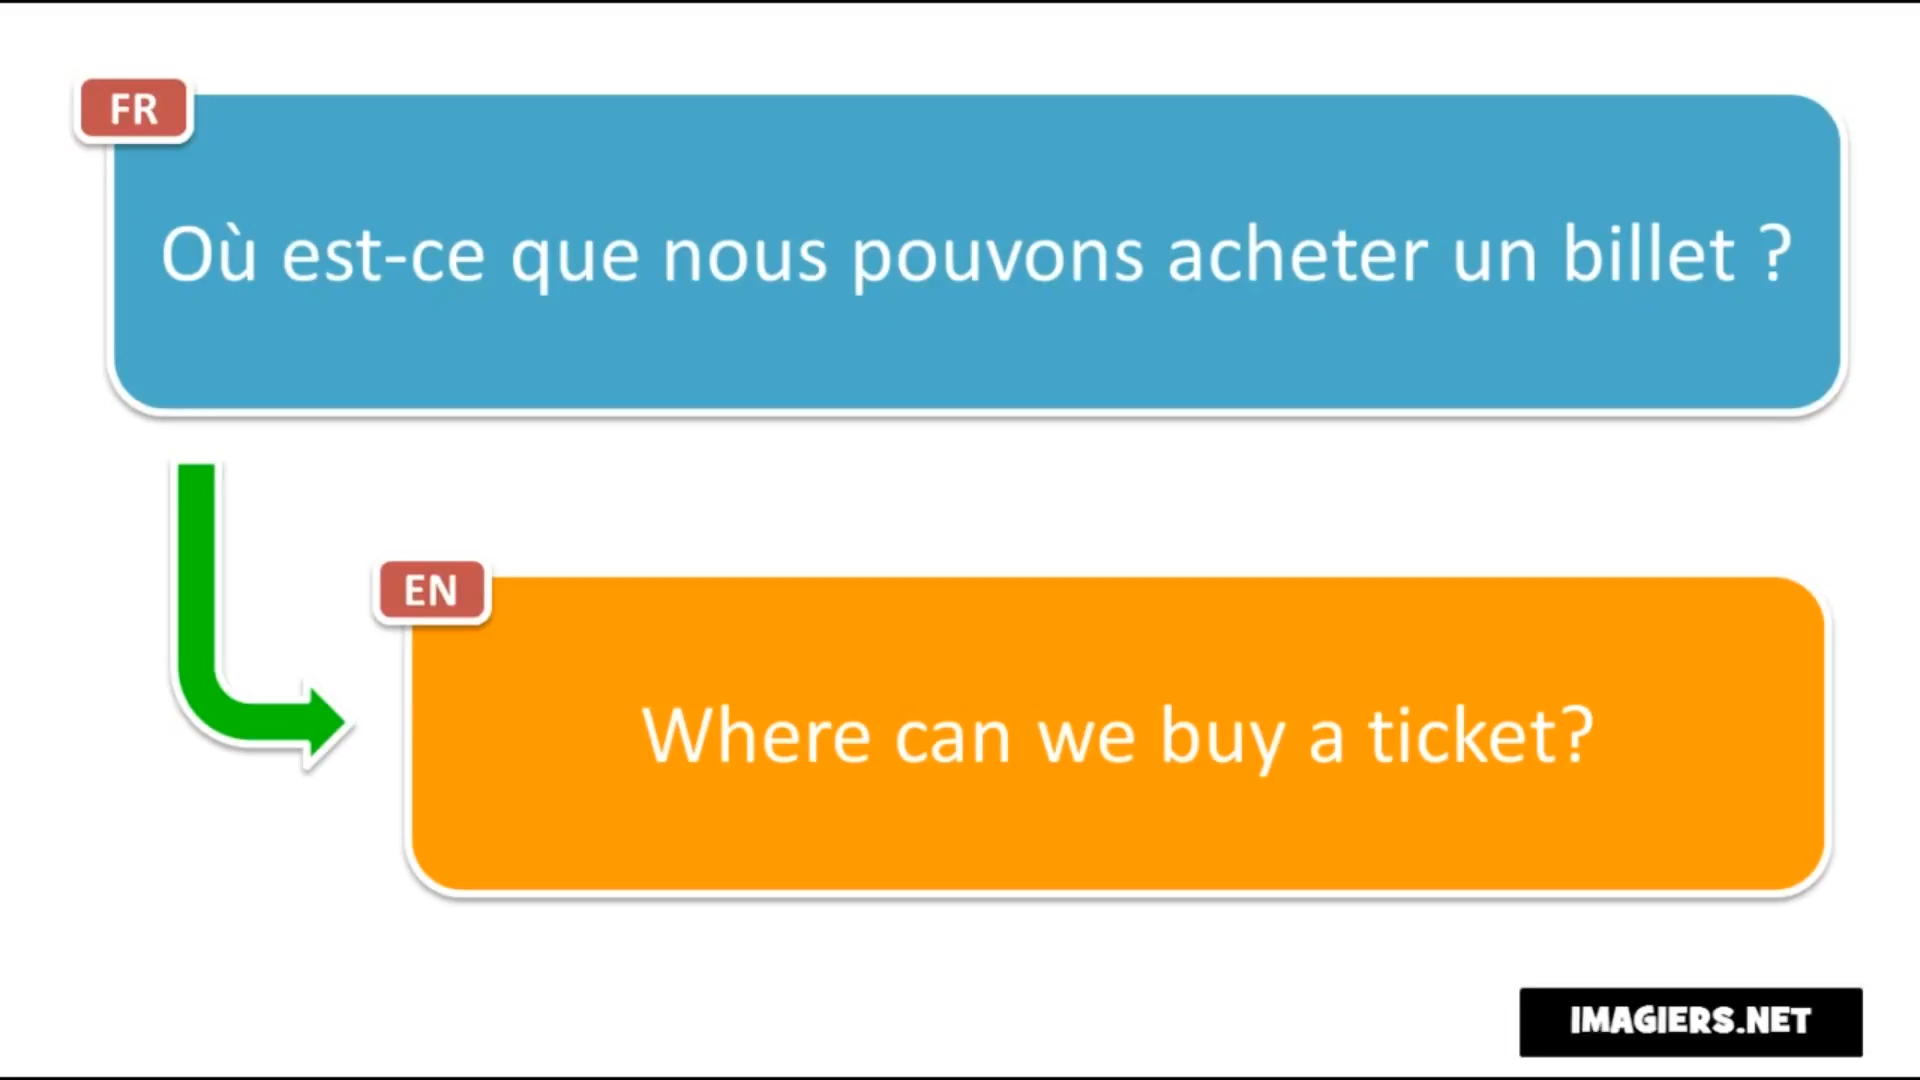 FR
Où est-ce que nous pouvons acheter un billet ?
EN
Where can we buy a ticket?
IMAGIERS.NET